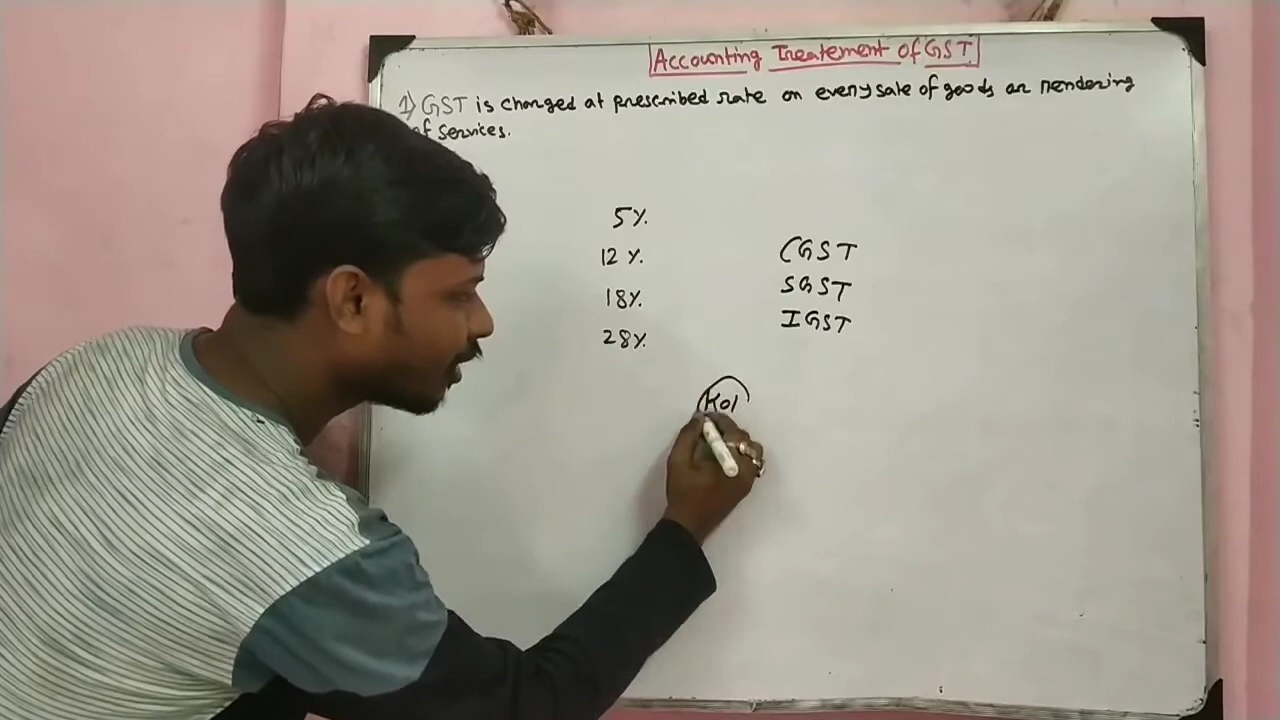 Accounting Treatement of GST
1) GST is charged at prescribed rate on every sale of goods or rendering
of services.
5%.
12%.
18%.
28%.
CGST
SGST
IGST
Kol